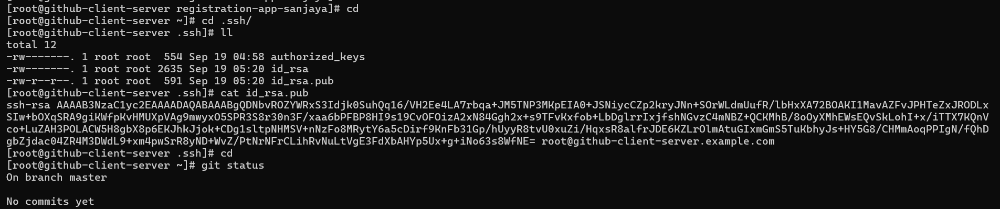 [root@github-client-server registration-app-sanjaya]# cd
[root@github-client-server ~]# cd .ssh/
[root@github-client-server .ssh]# ll
total 12
-rw-------. 1 root root  554 Sep 19 04:58 authorized_keys
-rw-------. 1 root root 2635 Sep 19 05:20 id_rsa
-rw-r--r--. 1 root root  591 Sep 19 05:20 id_rsa.pub
[root@github-client-server .ssh]# cat id_rsa.pub
ssh-rsa AAAAB3NzaC1yc2EAAAADAQABAAABgQDNbvROZYWRxS3Idjk0SuhQq16/VH2Ee4LA7rbqa+JM5TNP3MKpEIA0+JSNiycCZp2kryJNn+SOrWLdmUufR/lbHxXA72BOAKI1MavAZFvJPHTeZxJRODLx
SIw+bOXqSRA9giKWfpKvHMUXpVAg9mwyxO5SPR3S8r30n3F/xaa6bPFBP8HI9s19CvOFOizA2xN84Ggh2x+s9TFvKxfob+LbDglrrIxjfshNGvzC4mNBZ+QCKMhB/8oOyXMhEWsEQvSkLohI+x/iTTX7KQnV
co+LuZAH3POLACW5H8gbX8p6EKJhkJjok+CDg1sltpNHMSV+nNzFo8MRytY6a5cDirf9KnFb31Gp/hUyyR8tvU0xuZi/HqxsR8alfrJDE6KZLrOlmAtuGIxmGmS5TuKbhyJs+HY5G8/CHMmAoqPPIgN/fQhD
gbZjdac04ZR4M3DWdL9+xm4pwSrR8yND+WvZ/PtNrNFrCLihRvNuLtVgE3FdXbAHYp5Ux+g+iNo63s8WfNE= root@github-client-server.example.com
[root@github-client-server .ssh]# cd
[root@github-client-server ~]# git status
On branch master
No commits yet